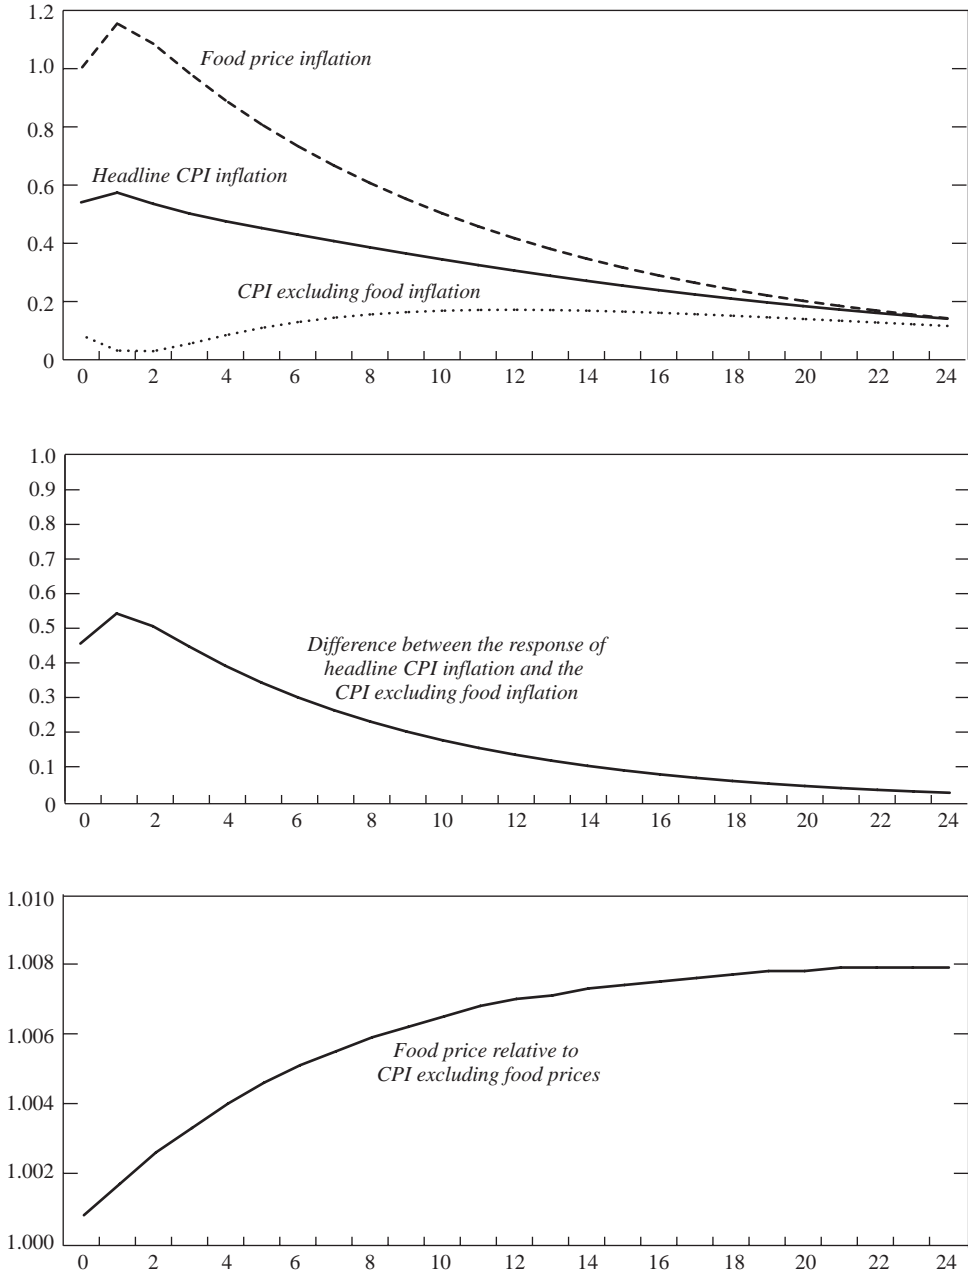 1.2
Food price inflation
1.0
0.8
Headline CPI inflation
0.6
0.4
CPI excluding food inflation
0.2
0
0 2 4 6 8 10 12 14 16 18 20 22 24
1.0
0.9
0.8
0.7
0.6
0.5
Difference between the response of
headline CPI inflation and the
CPI excluding food inflation
0.4
0.3
0.2
0.1
0
0 2 4 6 8 10 12 14 16 18 20 22 24
1.010
1.008
1.006
Food price relative to
CPI excluding food prices
1.004
1.002
1.000
0 2 4 6 8 10 12 14 16 18 20 22 24